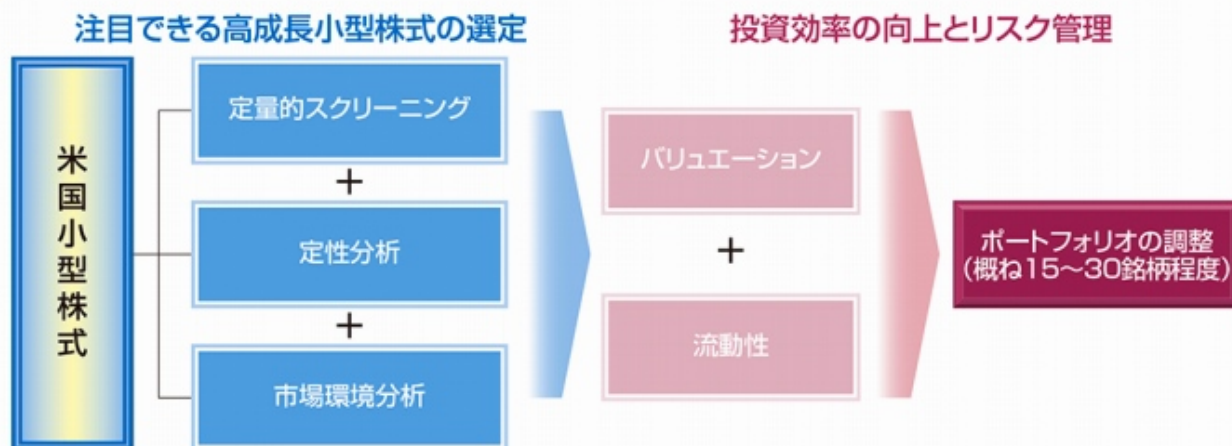 注目できる高成長小型株式の選定
投資効率の向上とリスク管理
米国小型株式
定量的スクリーニング
+
定性分析
+
市場環境分析
バリュエーション
+
流動性
ポートフォリオの調整
(概ね15～30銘柄程度)